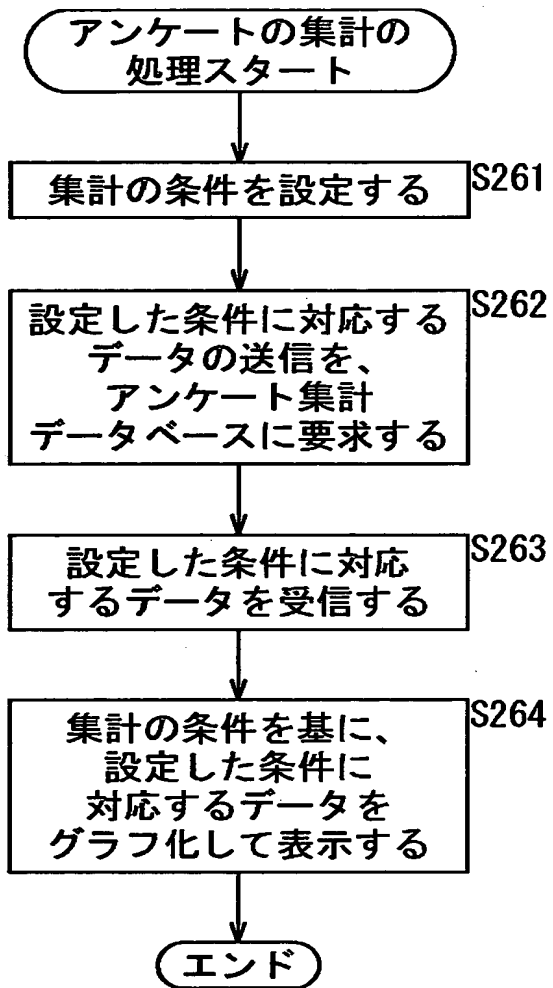 アンケートの集計の
処理スタート
集計の条件を設定する
S261
設定した条件に対応する
データの送信を、
アンケート集計
データベースに要求する
S262
設定した条件に対応
するデータを受信する
S263
集計の条件を基に、
設定した条件に
対応するデータを
グラフ化して表示する
S264
エンド